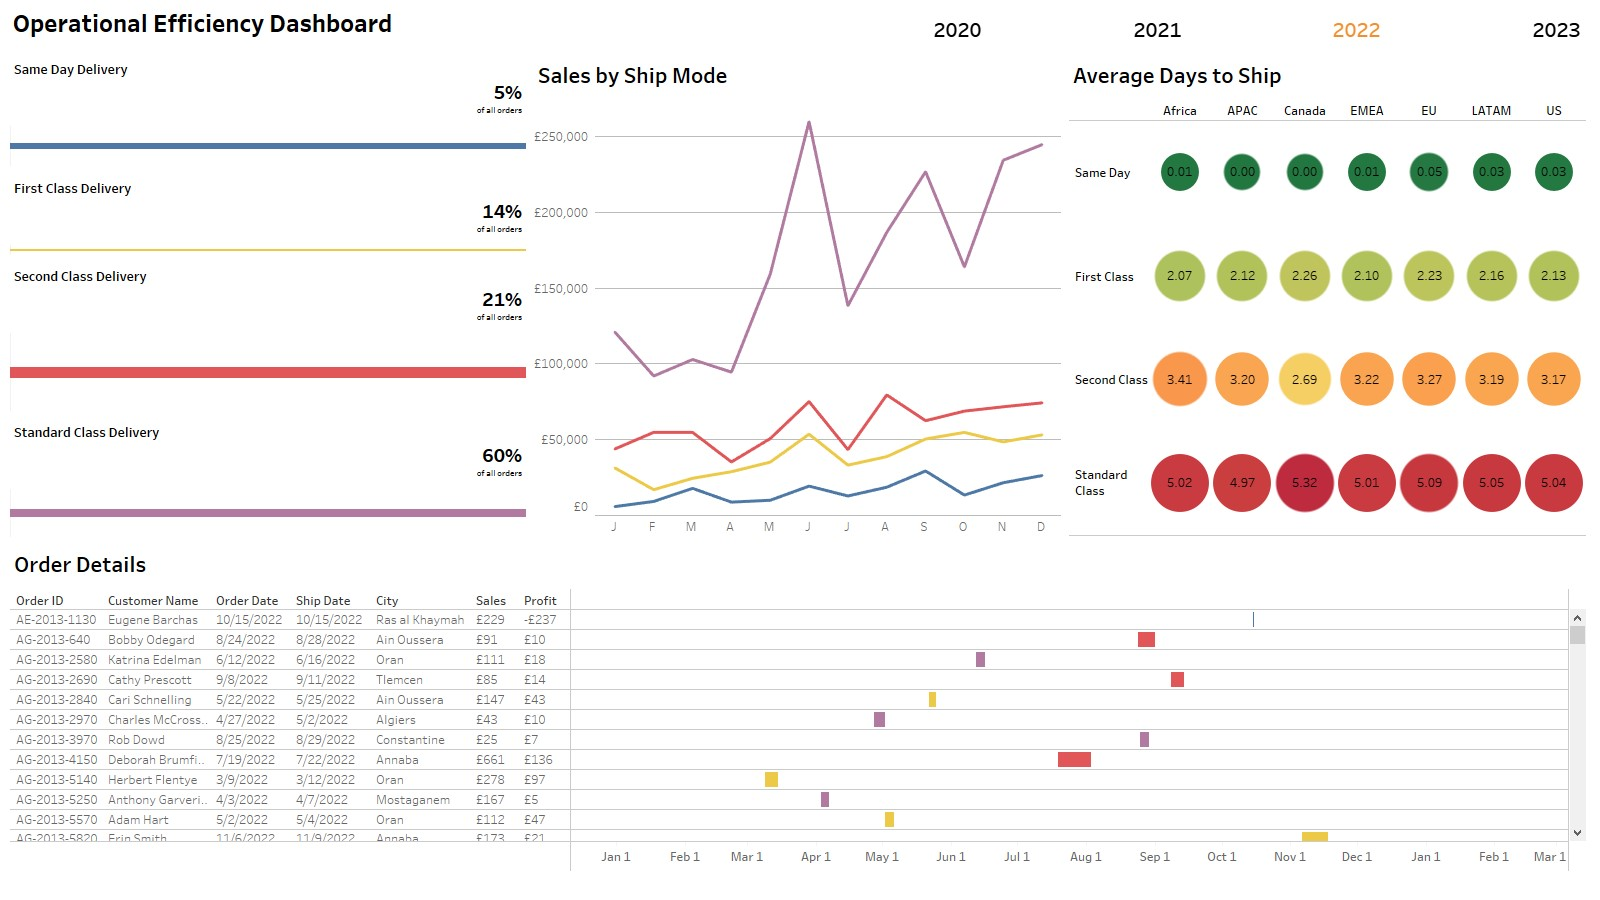 Operational Efficiency Dashboard
2020 2021 2022 2023
Same Day Delivery
5%
of all orders
First Class Delivery
14%
of all orders
Second Class Delivery
21%
of all orders
Standard Class Delivery
60%
of all orders
Sales by Ship Mode
£250,000
£200,000
£150,000
£100,000
£50,000
£0
J F M A M J J A S O N D
Average Days to Ship
Africa APAC Canada EMEA EU LATAM US
Same Day 0.01 0.00 0.00 0.01 0.05 0.03 0.03
First Class 2.07 2.12 2.26 2.10 2.23 2.16 2.13
Second Class 3.41 3.20 2.69 3.22 3.27 3.19 3.17
Standard
Class 5.02 4.97 5.32 5.01 5.09 5.05 5.04
Order Details
Order ID Customer Name Order Date Ship Date City Sales Profit
AE-2013-1130 Eugene Barchas 10/15/2022 10/15/2022 Ras al Khaymah £229 -£237
AG-2013-640 Bobby Odegard 8/24/2022 8/28/2022 Ain Oussera £91 £10
AG-2013-2580 Katrina Edelman 6/12/2022 6/16/2022 Oran £111 £18
AG-2013-2690 Cathy Prescott 9/8/2022 9/11/2022 Tlemcen £85 £14
AG-2013-2840 Cari Schnelling 5/22/2022 5/25/2022 Ain Oussera £147 £43
AG-2013-2970 Charles McCross.. 4/27/2022 5/2/2022 Algiers £43 £10
AG-2013-3970 Rob Dowd 8/25/2022 8/29/2022 Constantine £25 £7
AG-2013-4150 Deborah Brumfi.. 7/19/2022 7/22/2022 Annaba £661 £136
AG-2013-5140 Herbert Flentye 3/9/2022 3/12/2022 Oran £278 £97
AG-2013-5250 Anthony Garveri.. 4/3/2022 4/7/2022 Mostaganem £167 £5
AG-2013-5570 Adam Hart 5/2/2022 5/4/2022 Oran £112 £47
AG-2013-5820 Erin Smith 11/6/2022 11/9/2022 Annaba £173 £21
Jan 1 Feb 1 Mar 1 Apr 1 May 1 Jun 1 Jul 1 Aug 1 Sep 1 Oct 1 Nov 1 Dec 1 Jan 1 Feb 1 Mar 1